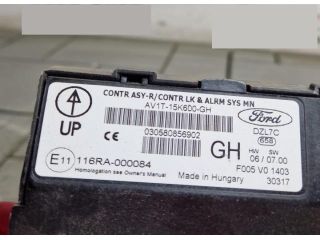 CONTR ASY-R/CONTR LK & ALRM SYS MN
AV1T-15K600-GH
Ford
UP
CE
030580856902
DZL7C
658
GH
HW SW
06 / 07.00
E11 116RA-000084
Homologation see Owner's Manual
F005 V0 1403
Made in Hungary
30317